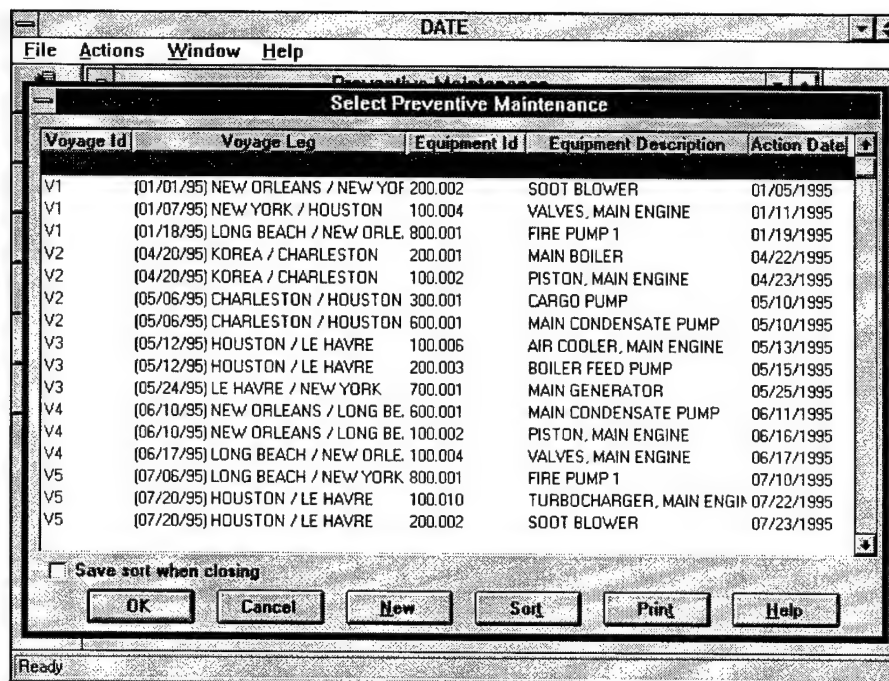 DATE
File Actions Window Help
Preventive Maintenance
Select Preventive Maintenance
Voyage Id Voyage Leg Equipment Id Equipment Description Action Date
V1 (01/01/95) NEW ORLEANS / NEW YOF 200.002 SOOT BLOWER 01/05/1995
V1 (01/07/95) NEW YORK / HOUSTON 100.004 VALVES, MAIN ENGINE 01/11/1995
V1 (01/18/95) LONG BEACH / NEW ORLE. 800.001 FIRE PUMP 1 01/19/1995
V2 (04/20/95) KOREA / CHARLESTON 200.001 MAIN BOILER 04/22/1995
V2 (04/20/95) KOREA / CHARLESTON 100.002 PISTON, MAIN ENGINE 04/23/1995
V2 (05/06/95) CHARLESTON / HOUSTON 300.001 CARGO PUMP 05/10/1995
V2 (05/06/95) CHARLESTON / HOUSTON 600.001 MAIN CONDENSATE PUMP 05/10/1995
V3 (05/12/95) HOUSTON / LE HAVRE 100.006 AIR COOLER, MAIN ENGINE 05/13/1995
V3 (05/12/95) HOUSTON / LE HAVRE 200.003 BOILER FEED PUMP 05/15/1995
V3 (05/24/95) LE HAVRE / NEW YORK 700.001 MAIN GENERATOR 05/25/1995
V4 (06/10/95) NEW ORLEANS / LONG BE. 600.001 MAIN CONDENSATE PUMP 06/11/1995
V4 (06/10/95) NEW ORLEANS / LONG BE. 100.002 PISTON, MAIN ENGINE 06/16/1995
V4 (06/17/95) LONG BEACH / NEW ORLE. 100.004 VALVES, MAIN ENGINE 06/17/1995
V5 (07/06/95) LONG BEACH / NEW YORK 800.001 FIRE PUMP 1 07/10/1995
V5 (07/20/95) HOUSTON / LE HAVRE 100.010 TURBOCHARGER, MAIN ENGIN 07/22/1995
V5 (07/20/95) HOUSTON / LE HAVRE 200.002 SOOT BLOWER 07/23/1995
Save sort when closing
OK Cancel New Sort Print Help
Ready